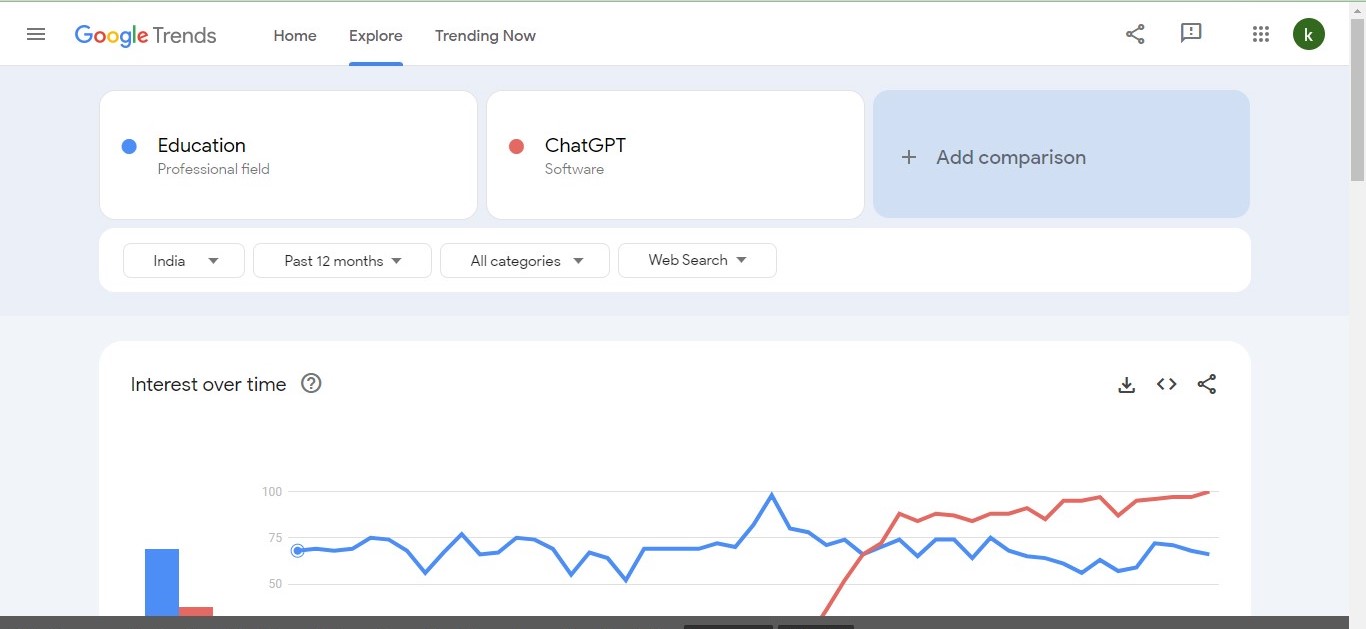 Google Trends Home Explore Trending Now k
Education
Professional field
ChatGPT
Software
+ Add comparison
India Past 12 months All categories Web Search
Interest over time ?
100
75
50